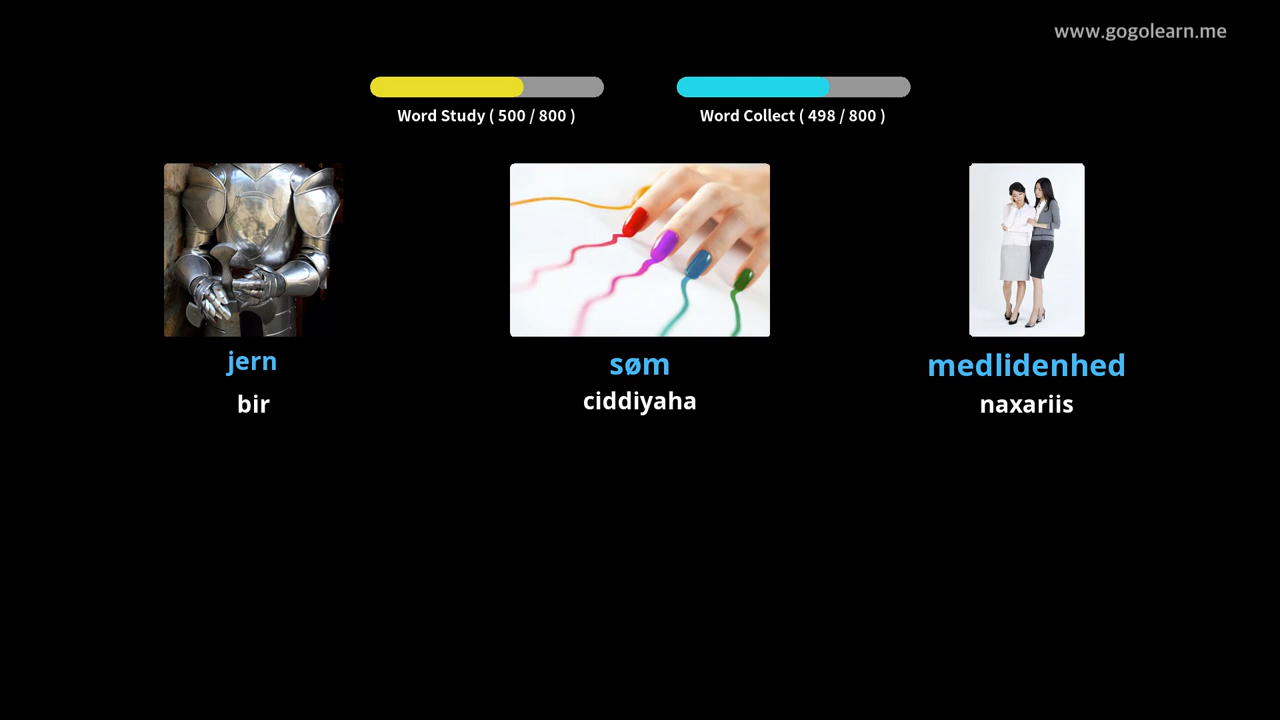 www.gogolearn.me
Word Study ( 500 / 800 )
Word Collect ( 498 / 800 )
jern
søm
medlidenhed
bir
ciddiyaha
naxariis